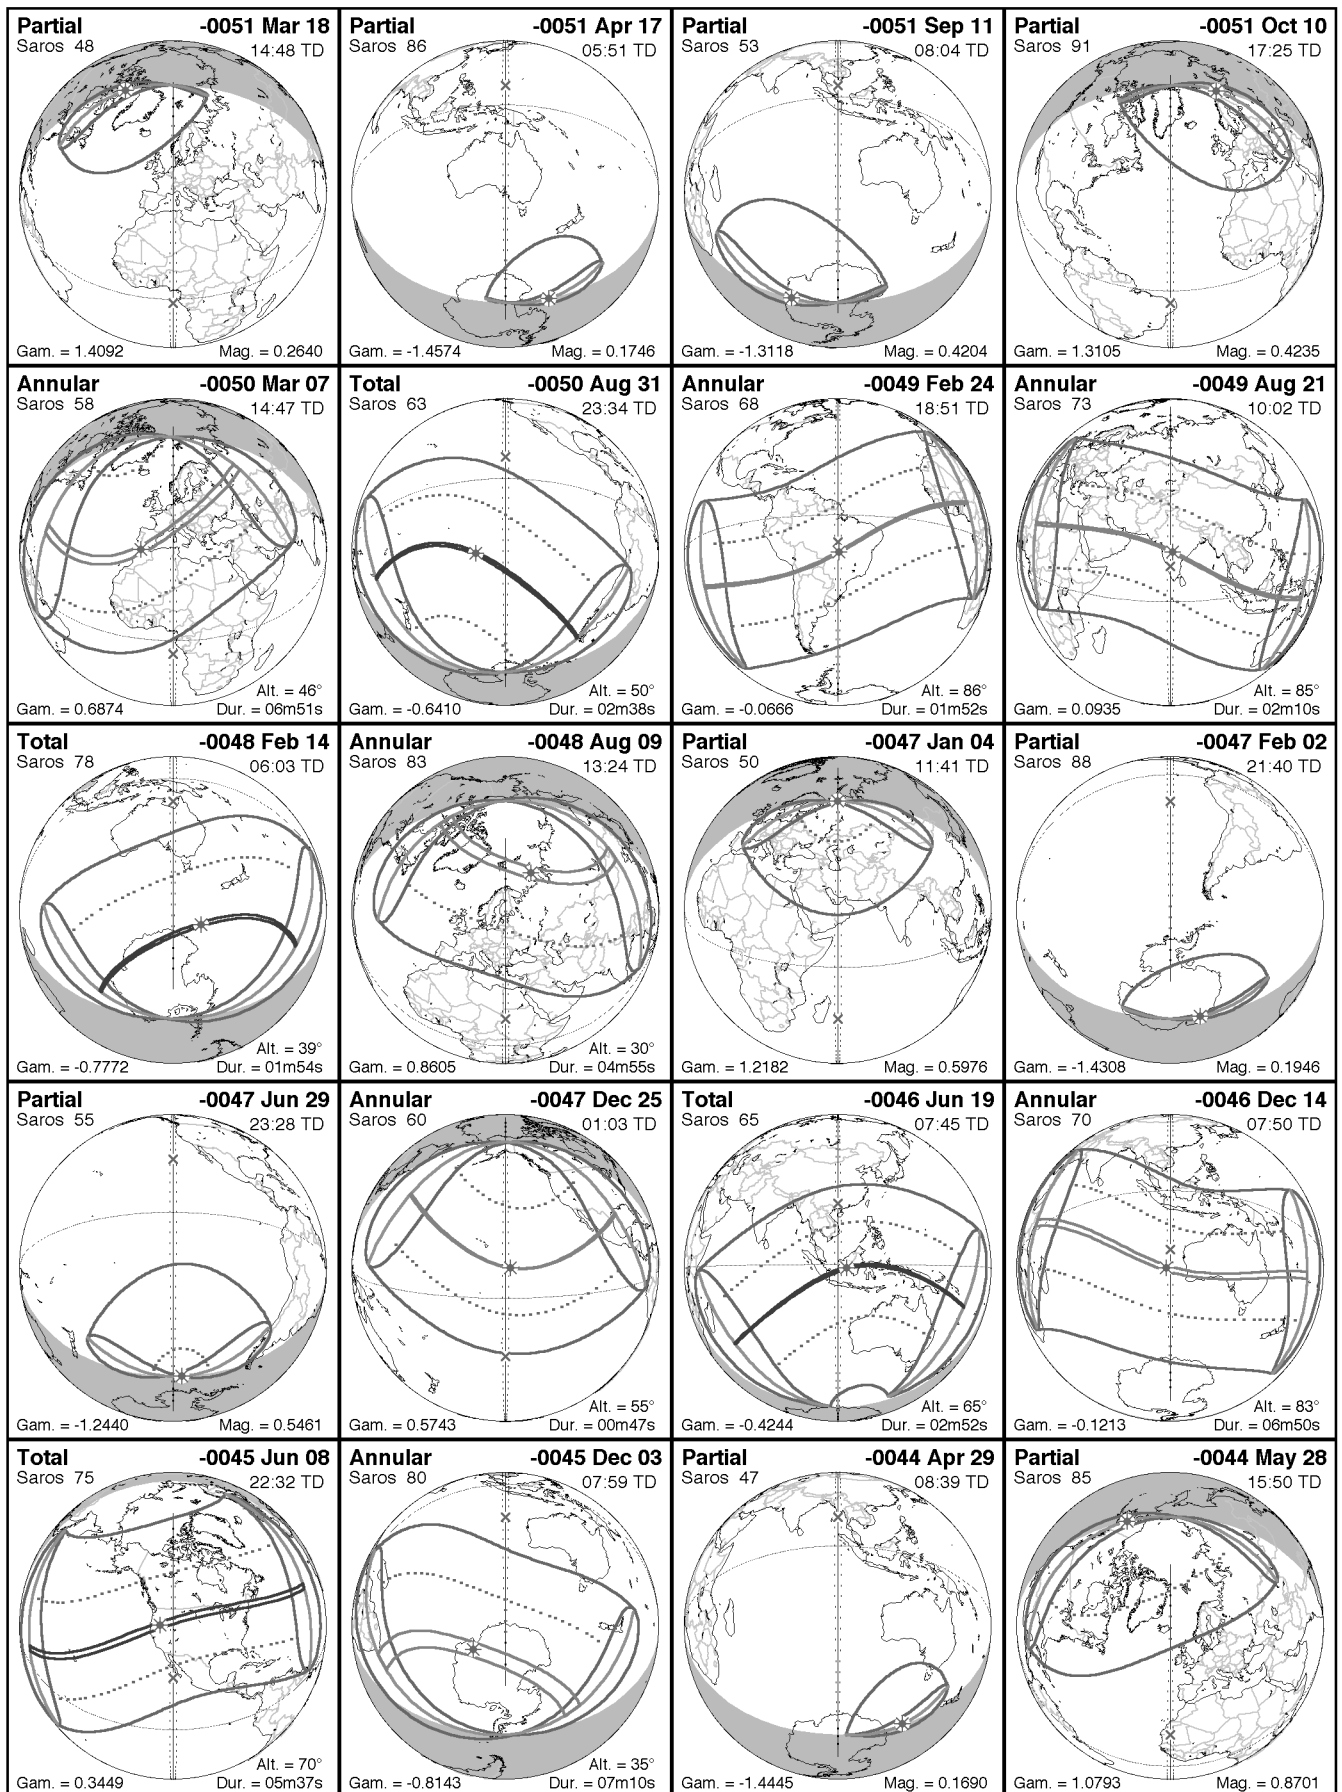 Partial -0051 Mar 18
Saros 48 14:48 TD
Gam. = 1.4092 Mag. = 0.2640
Partial -0051 Apr 17
Saros 86 05:51 TD
Gam. = -1.4574 Mag. = 0.1746
Partial -0051 Sep 11
Saros 53 08:04 TD
Gam. = -1.3118 Mag. = 0.4204
Partial -0051 Oct 10
Saros 91 17:25 TD
Gam. = 1.3105 Mag. = 0.4235
Annular -0050 Mar 07
Saros 58 14:47 TD
Alt. = 46°
Gam. = 0.6874 Dur. = 06m51s
Total -0050 Aug 31
Saros 63 23:34 TD
Alt. = 50°
Gam. = -0.6410 Dur. = 02m38s
Annular -0049 Feb 24
Saros 68 18:51 TD
Alt. = 86°
Gam. = -0.0666 Dur. = 01m52s
Annular -0049 Aug 21
Saros 73 10:02 TD
Alt. = 85°
Gam. = 0.0935 Dur. = 02m10s
Total -0048 Feb 14
Saros 78 06:03 TD
Alt. = 39°
Gam. = -0.7772 Dur. = 01m54s
Annular -0048 Aug 09
Saros 83 13:24 TD
Alt. = 30°
Gam. = 0.8605 Dur. = 04m55s
Partial -0047 Jan 04
Saros 50 11:41 TD
Gam. = 1.2182 Mag. = 0.5976
Partial -0047 Feb 02
Saros 88 21:40 TD
Gam. = -1.4308 Mag. = 0.1946
Partial -0047 Jun 29
Saros 55 23:28 TD
Gam. = -1.2440 Mag. = 0.5461
Annular -0047 Dec 25
Saros 60 01:03 TD
Alt. = 55°
Gam. = 0.5743 Dur. = 00m47s
Total -0046 Jun 19
Saros 65 07:45 TD
Alt. = 65°
Gam. = -0.4244 Dur. = 02m52s
Annular -0046 Dec 14
Saros 70 07:50 TD
Alt. = 83°
Gam. = -0.1213 Dur. = 06m50s
Total -0045 Jun 08
Saros 75 22:32 TD
Alt. = 70°
Gam. = 0.3449 Dur. = 05m37s
Annular -0045 Dec 03
Saros 80 07:59 TD
Alt. = 35°
Gam. = -0.8143 Dur. = 07m10s
Partial -0044 Apr 29
Saros 47 08:39 TD
Gam. = -1.4445 Mag. = 0.1690
Partial -0044 May 28
Saros 85 15:50 TD
Gam. = 1.0793 Mag. = 0.8701